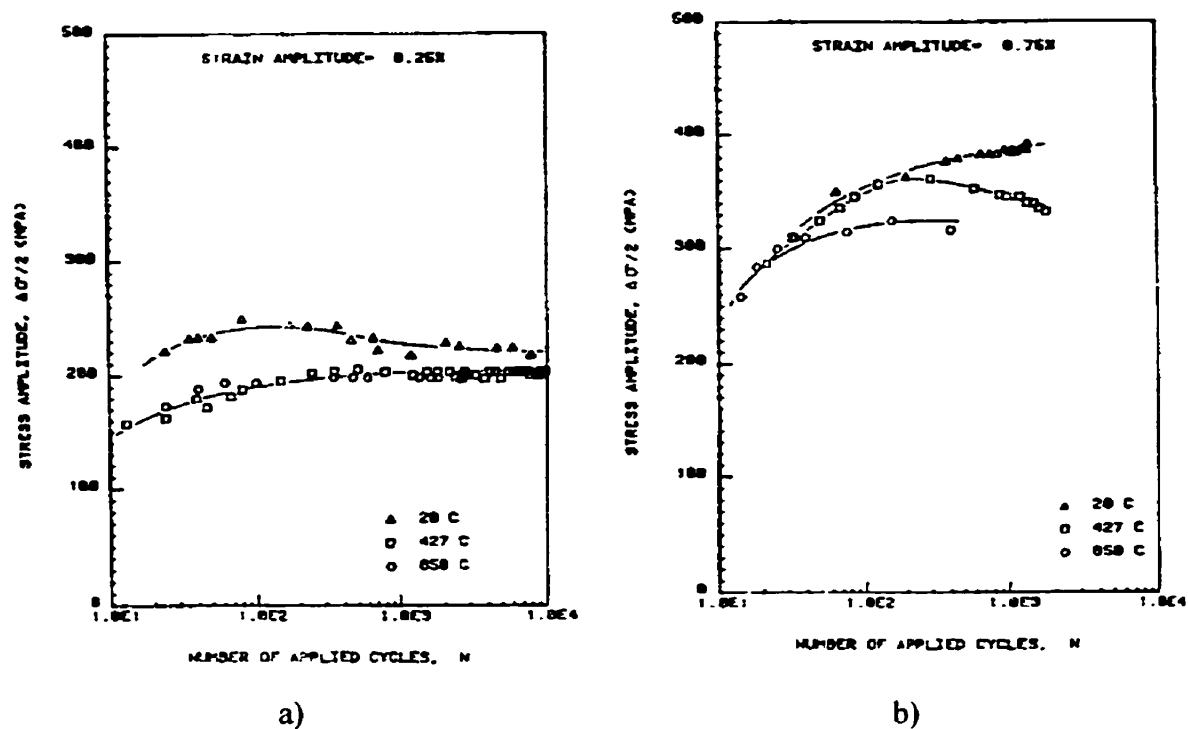 STRAIN AMPLITUDE= 0.25%
500
400
300
200
100
0
STRESS AMPLITUDE, Δσ/2 (MPA)
△ 20 C
□ 427 C
○ 650 C
1.0E1 1.0E2 1.0E3 1.0E4
NUMBER OF APPLIED CYCLES, N
a)
STRAIN AMPLITUDE= 0.75%
500
400
300
200
100
0
STRESS AMPLITUDE, Δσ/2 (MPA)
△ 20 C
□ 427 C
○ 650 C
1.0E1 1.0E2 1.0E3 1.0E4
NUMBER OF APPLIED CYCLES, N
b)